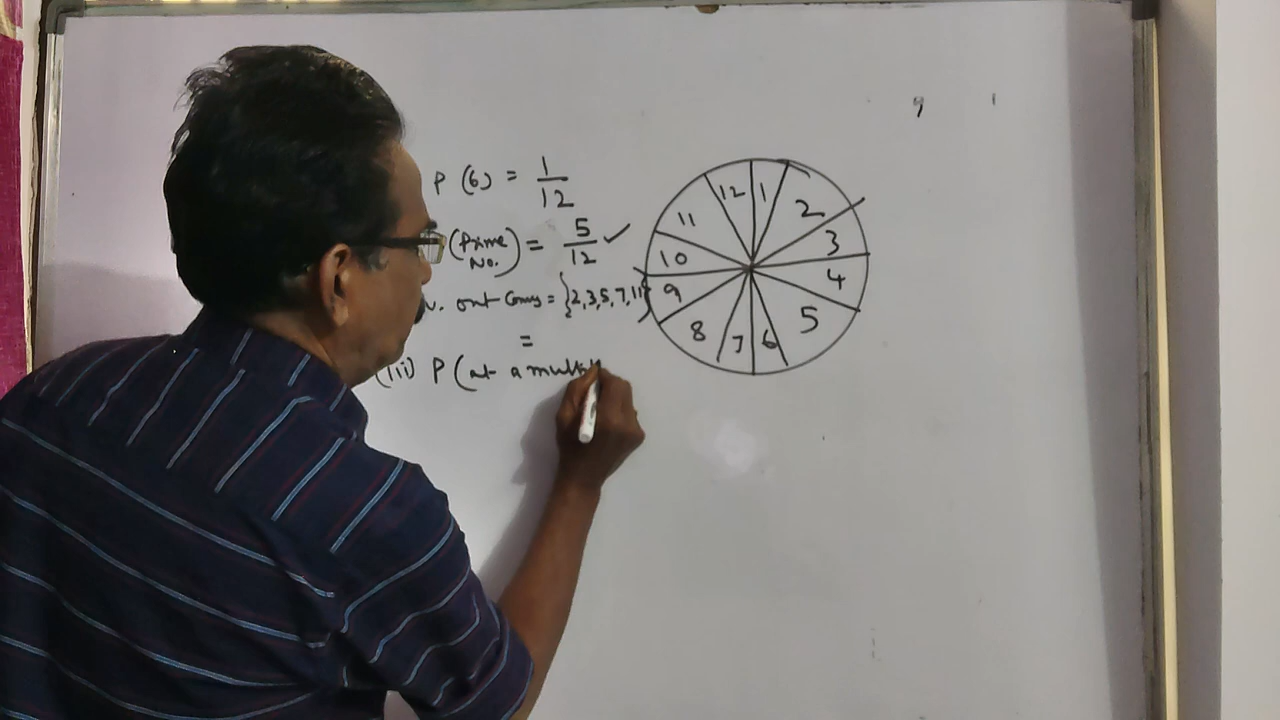 P (6) = 1/12
(Prime No.) = 5/12 ✓
. out Comes = {2,3,5,7,11}
=
(iii) P (at a multi
12 1
11 2
10 3
9 4
8 5
7 6